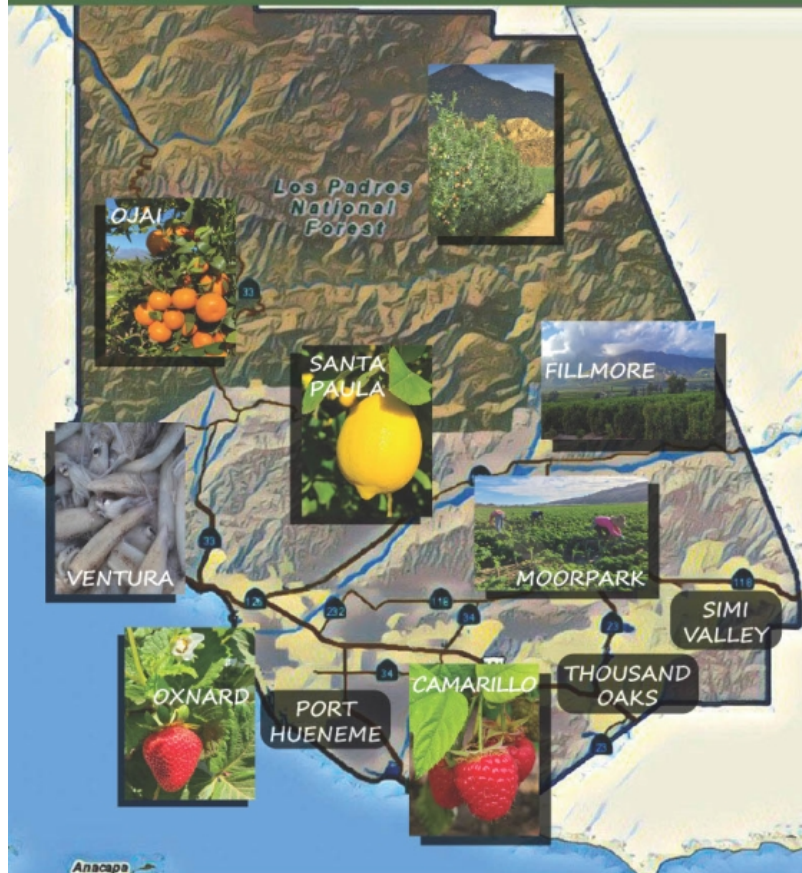 Los Padres
National
Forest
OJAI
33
SANTA
PAULA
FILLMORE
VENTURA
33
MOORPARK
126
232
118
34
23
118
SIMI
VALLEY
OXNARD
PORT
HUENEME
34
CAMARILLO
THOUSAND
OAKS
23
Anacapa